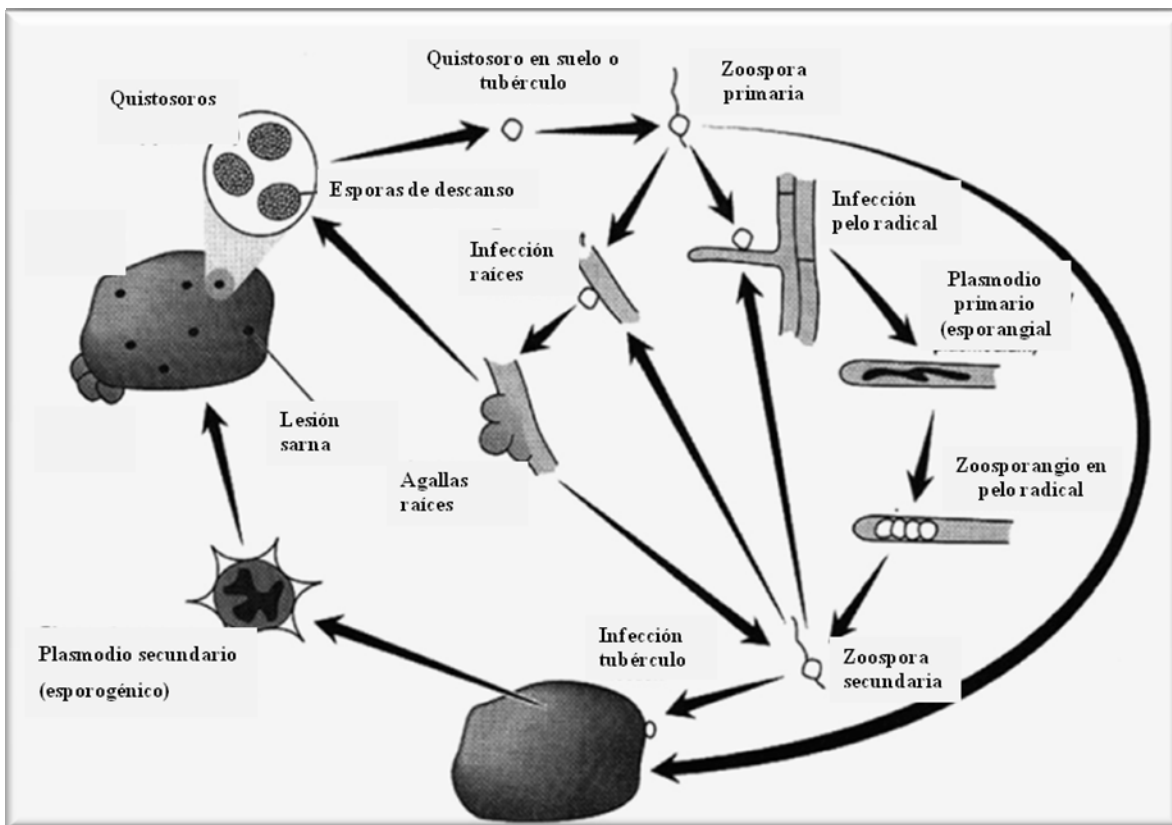 Quistosoro en suelo o
tubérculo
Zoospora
primaria
Quistosoros
Esporas de descanso
Infección
pelo radical
Infección
raíces
Plasmodio
primario
(esporangial
Lesión
sarna
Agallas
raíces
Zoosporangio en
pelo radical
Infección
tubérculo
Zoospora
secundaria
Plasmodio secundario
(esporogénico)